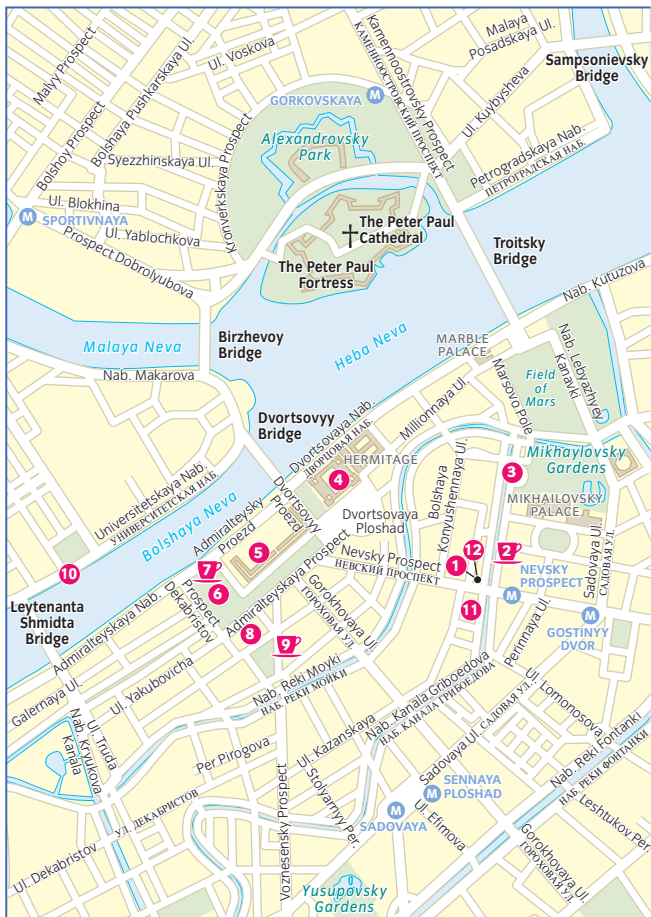 Malyy Prospect
Bolshoy Prospect
Bolshaya Pushkarskaya Ul.
Ul. Voskova
Syezzhinskaya Ul.
Ul. Blokhina
SPORTIVNAYA
M
Ul. Yablochkova
Prospect Dobrolyubova
Kronverkskaya Prospect
GORKOVSKAYA
M
Alexandrovsky
Park
Kamennoostrovsky Prospect
КАМЕННООСТРОВСКИЙ ПРОСПЕКТ
Malaya
Posadskaya Ul.
Ul. Kuybysheva
Sampsonievsky
Bridge
Petrogradskaya Nab.
ПЕТРОГРАДСКАЯ НАБ.
The Peter Paul
Cathedral
The Peter Paul
Fortress
Troitsky
Bridge
Nab. Kutuzova
Malaya Neva
Birzhevoy
Bridge
Heba Neva
Nab. Makarova
MARBLE
PALACE
Marsovo Pole
Field
of
Mars
Nab. Lebyazhyey
Kanavki
Dvortsovyy
Bridge
Dvortsovaya Nab.
ДВОРЦОВАЯ НАБ.
Millionnaya Ul.
HERMITAGE
4
3
Mikhaylovsky
Gardens
MIKHAILOVSKY
PALACE
Universitetskaya Nab.
УНИВЕРСИТЕТСКАЯ НАБ.
Bolshaya Neva
Admiralteysky
Proezd
Dvortsovyy
Proezd
Dvortsovaya
Ploshad
Bolshaya
Konyushennaya Ul.
5
Nevsky Prospect
НЕВСКИЙ ПРОСПЕКТ
1
12
2
NEVSKY
PROSPECT
M
Sadovaya Ul.
САДОВАЯ УЛ.
10
7
6
Leytenanta
Shmidta
Bridge
Admiralteyskaya Nab.
Prospect
Dekabristov
Admiralteyskaya Prospect
Gorokhovaya Ul.
ГОРОХОВАЯ УЛ.
11
Perinnaya Ul.
M
GOSTINYY
DVOR
8
9
Galernaya Ul.
Ul. Yakubovicha
Nab. Reki Moyki
НАБ. РЕКИ МОЙКИ
Nab. Kanala Griboedova
НАБ. КАНАЛА ГРИБОЕДОВА
Ul. Lomonosova
Nab. Kryukova
Kanala
Ul. Truda
Per Pirogova
Ul. Kazanskaya
Sadovaya Ul. САДОВАЯ УЛ.
Nab. Reki Fontanki
НАБ. РЕКИ ФОНТАНКИ
Ul. Dekabristov
УЛ. ДЕКАБРИСТОВ
Voznesensky Prospect
Stolyarnyy Per.
SENNAYA
PLOSHAD
M
M
SADOVAYA
Ul. Efimova
Leshtukov Per.
Gorokhovaya Ul.
ГОРОХОВАЯ УЛ.
Yusupovsky
Gardens